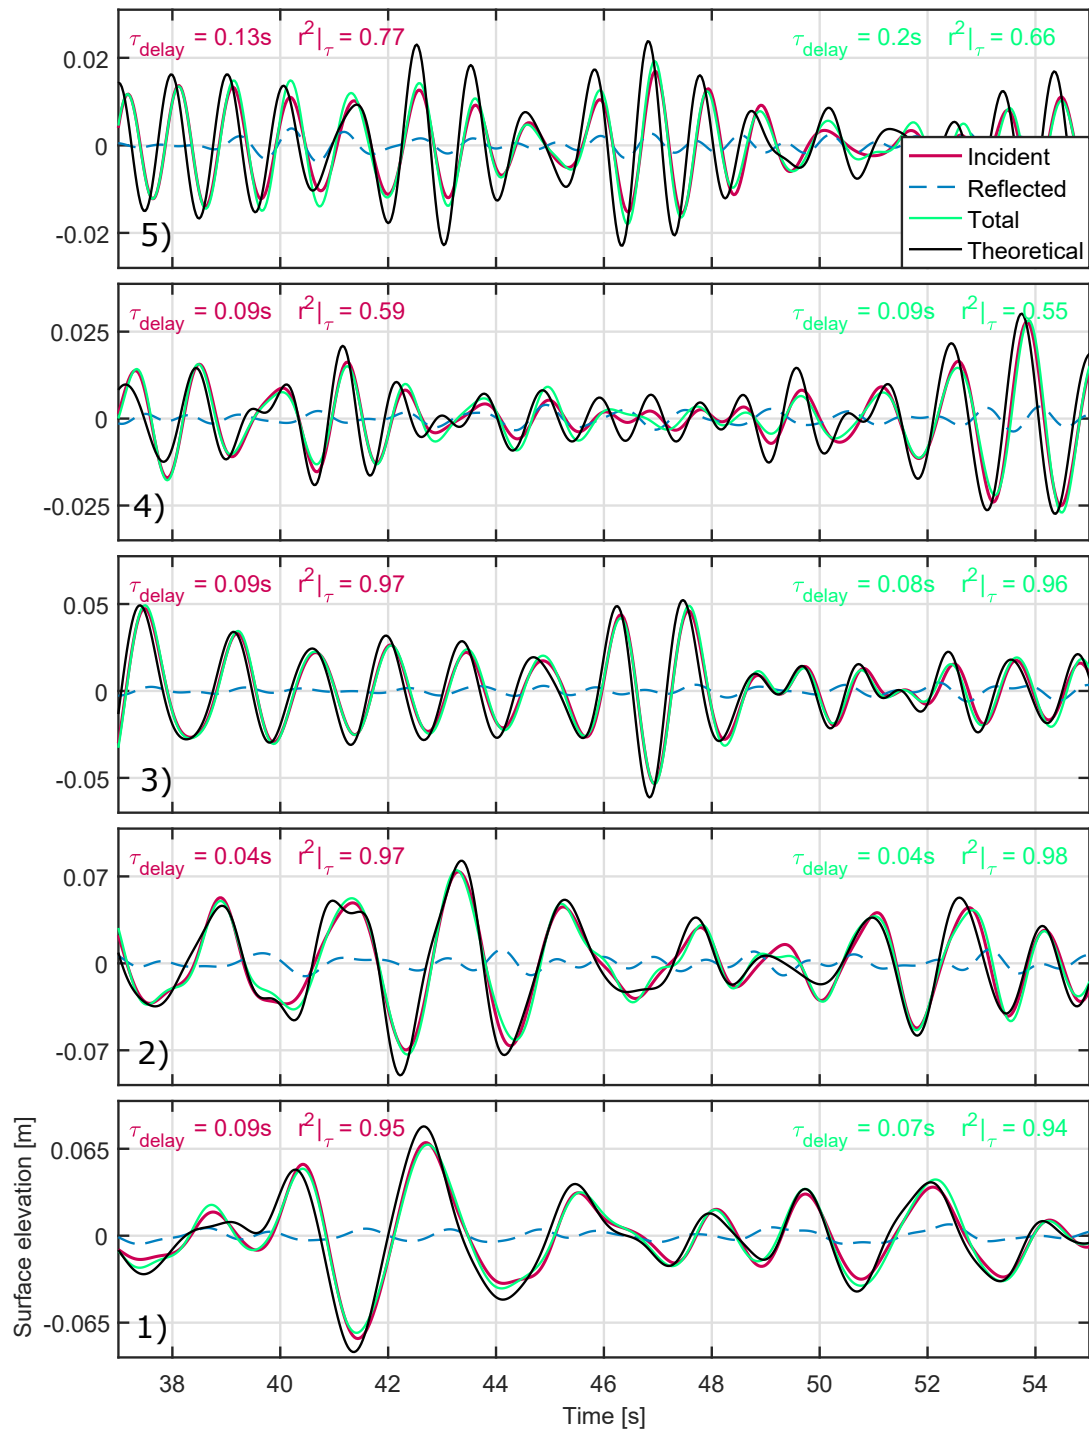 τdelay = 0.13s r²|τ = 0.77 τdelay = 0.2s r²|τ = 0.66
0.02
0
-0.02
5)
Incident
Reflected
Total
Theoretical
τdelay = 0.09s r²|τ = 0.59 τdelay = 0.09s r²|τ = 0.55
0.025
0
-0.025
4)
τdelay = 0.09s r²|τ = 0.97 τdelay = 0.08s r²|τ = 0.96
0.05
0
-0.05
3)
τdelay = 0.04s r²|τ = 0.97 τdelay = 0.04s r²|τ = 0.98
0.07
0
-0.07
2)
τdelay = 0.09s r²|τ = 0.95 τdelay = 0.07s r²|τ = 0.94
0.065
0
-0.065
1)
Surface elevation [m]
38 40 42 44 46 48 50 52 54
Time [s]